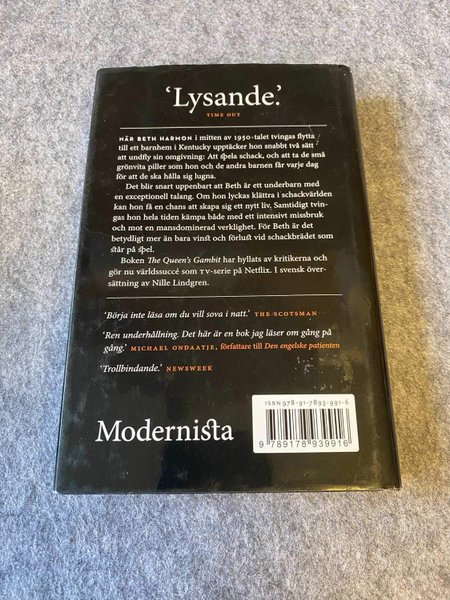 ‘Lysande.’
TIME OUT
NÄR BETH HARMON i mitten av 1950-talet tvingas flytta
till ett barnhem i Kentucky upptäcker hon snabbt två sätt
att undfly sin omgivning: Att spela schack, och att ta de små
grönvita piller som hon och de andra barnen får varje dag
för att de ska hålla sig lugna.
Det blir snart uppenbart att Beth är ett underbarn med
en exceptionell talang. Om hon lyckas klättra i schackvärlden
kan hon få en chans att skapa sig ett nytt liv, Samtidigt tvin-
gas hon hela tiden kämpa både med ett intensivt missbruk
och mot en mansdominerad verklighet. För Beth är det
betydligt mer än bara vinst och förlust vid schackbrädet som
står på spel.
Boken The Queen's Gambit har hyllats av kritikerna och
gör nu världssuccé som TV-serie på Netflix. I svensk över-
sättning av Nille Lindgren.
‘Börja inte läsa om du vill sova i natt.’ THE SCOTSMAN
‘Ren underhållning. Det här är en bok jag läser om gång på
gång.’ MICHAEL ONDAATJE, författare till Den engelske patienten
‘Trollbindande.’ NEWSWEEK
ISBN 978-91-7893-991-6
9 789178 939916
Modernista